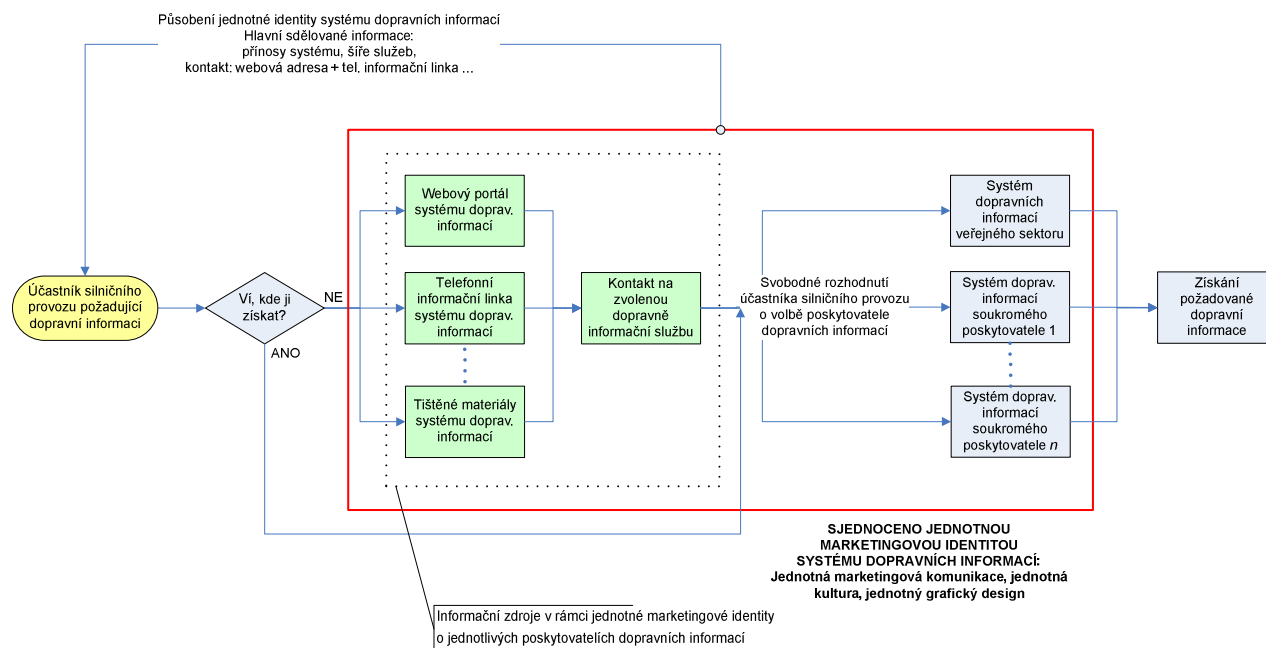 Působení jednotné identity systému dopravních informací
Hlavní sdělované informace:
přínosy systému, šíře služeb,
kontakt: webová adresa + tel. informační linka ...
Účastník silničního
provozu požadující
dopravní informaci
Ví, kde ji
získat?
NE
ANO
Webový portál
systému doprav.
informací
Telefonní
informační linka
systému doprav.
informací
Tištěné materiály
systému doprav.
informací
Kontakt na
zvolenou
dopravně
informační službu
Svobodné rozhodnutí
účastníka silničního provozu
o volbě poskytovatele
dopravních informací
Systém
dopravních
informací
veřejného sektoru
Systém doprav.
informací
soukromého
poskytovatele 1
Systém doprav.
informací
soukromého
poskytovatele n
Získání
požadované
dopravní
informace
SJEDNOCENO JEDNOTNOU
MARKETINGOVOU IDENTITOU
SYSTÉMU DOPRAVNÍCH INFORMACÍ:
Jednotná marketingová komunikace, jednotná
kultura, jednotný grafický design
Informační zdroje v rámci jednotné marketingové identity
o jednotlivých poskytovatelích dopravních informací